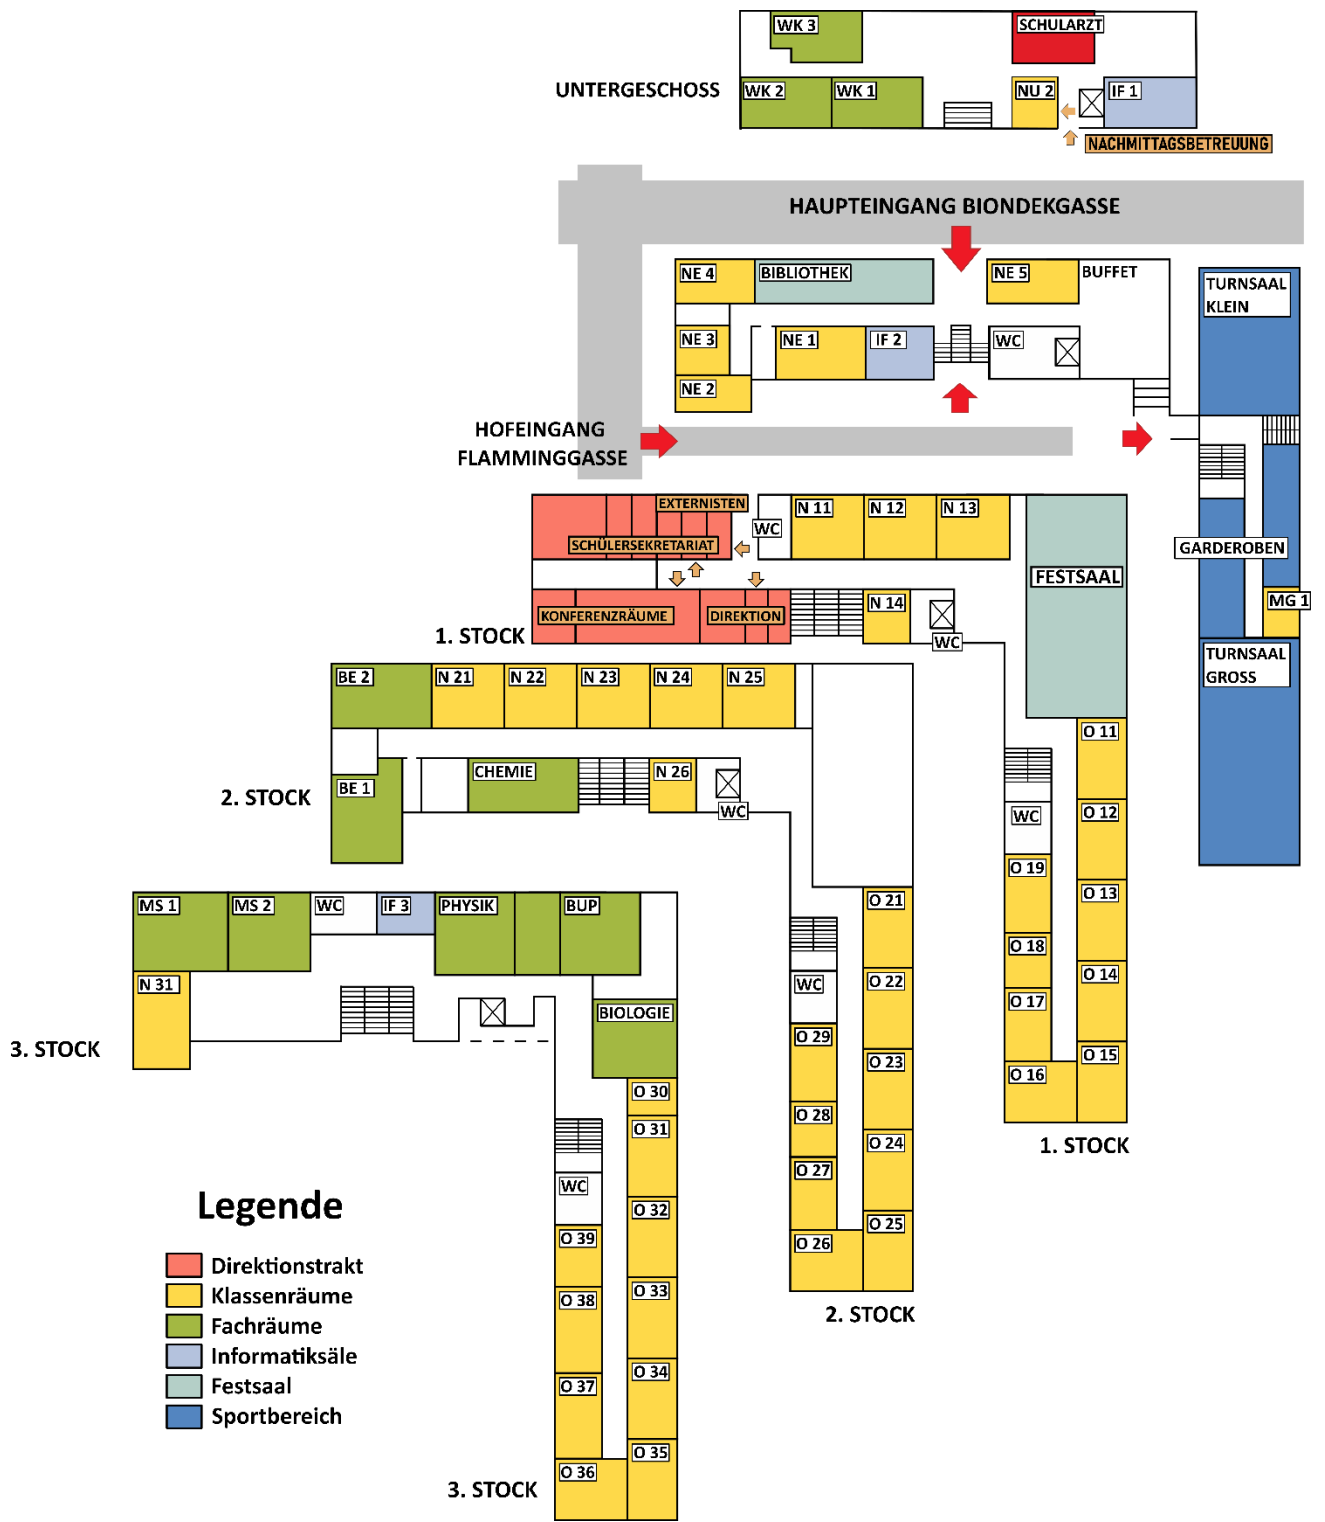 WK 3
SCHULARZT
UNTERGESCHOSS
WK 2
WK 1
NU 2
IF 1
NACHMITTAGSBETREUUNG
HAUPTEINGANG BIONDEKGASSE
NE 4
BIBLIOTHEK
NE 5
BUFFET
TURNSAAL
KLEIN
NE 3
NE 1
IF 2
WC
NE 2
HOFEINGANG
FLAMMINGGASSE
EXTERNISTEN
SCHÜLERSEKRETARIAT
WC
N 11
N 12
N 13
FESTSAAL
GARDEROBEN
MG 1
KONFERENZRÄUME
DIREKTION
N 14
WC
1. STOCK
TURNSAAL
GROSS
BE 2
N 21
N 22
N 23
N 24
N 25
O 11
BE 1
CHEMIE
N 26
WC
2. STOCK
O 12
WC
O 19
O 13
O 18
O 14
O 17
O 15
O 16
1. STOCK
MS 1
MS 2
WC
IF 3
PHYSIK
BUP
O 21
N 31
WC
O 22
BIOLOGIE
3. STOCK
O 29
O 23
O 28
O 24
O 27
O 25
O 26
2. STOCK
O 30
O 31
WC
O 32
O 39
O 33
O 38
O 34
O 37
O 35
O 36
3. STOCK
Legende
Direktionstrakt
Klassenräume
Fachräume
Informatiksäle
Festsaal
Sportbereich